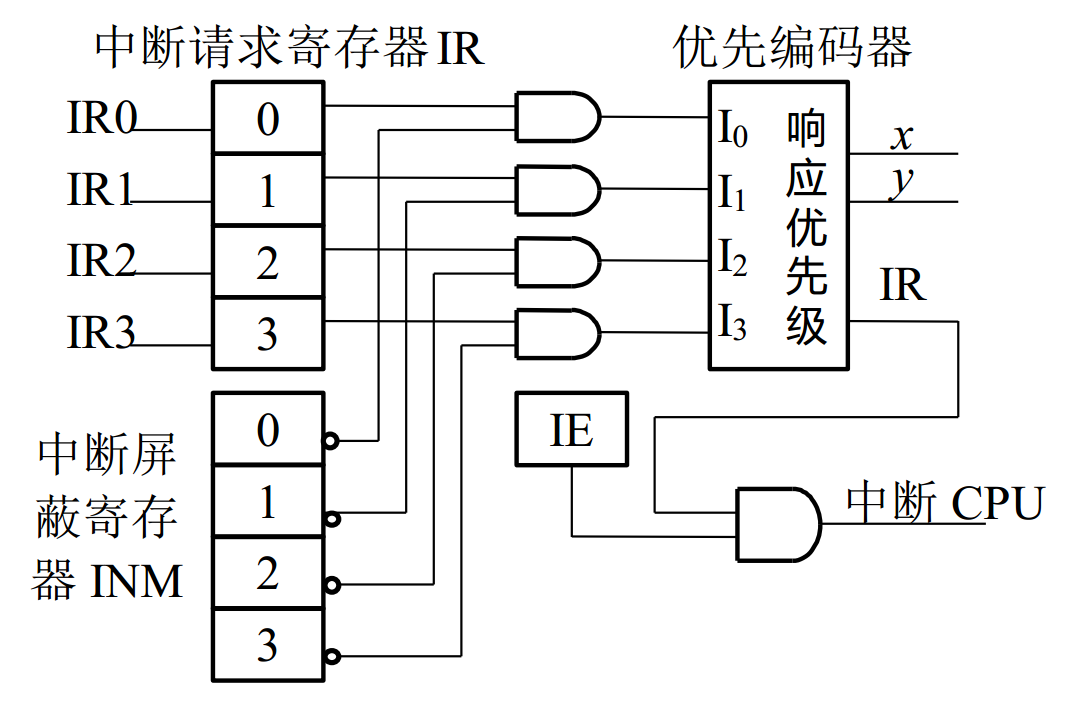 中断请求寄存器 IR
优先编码器
IR0
0
IR1
1
IR2
2
IR3
3
I0
I1
I2
I3
响应优先级
x
y
IR
中断屏
蔽寄存
器 INM
0
1
2
3
IE
中断 CPU